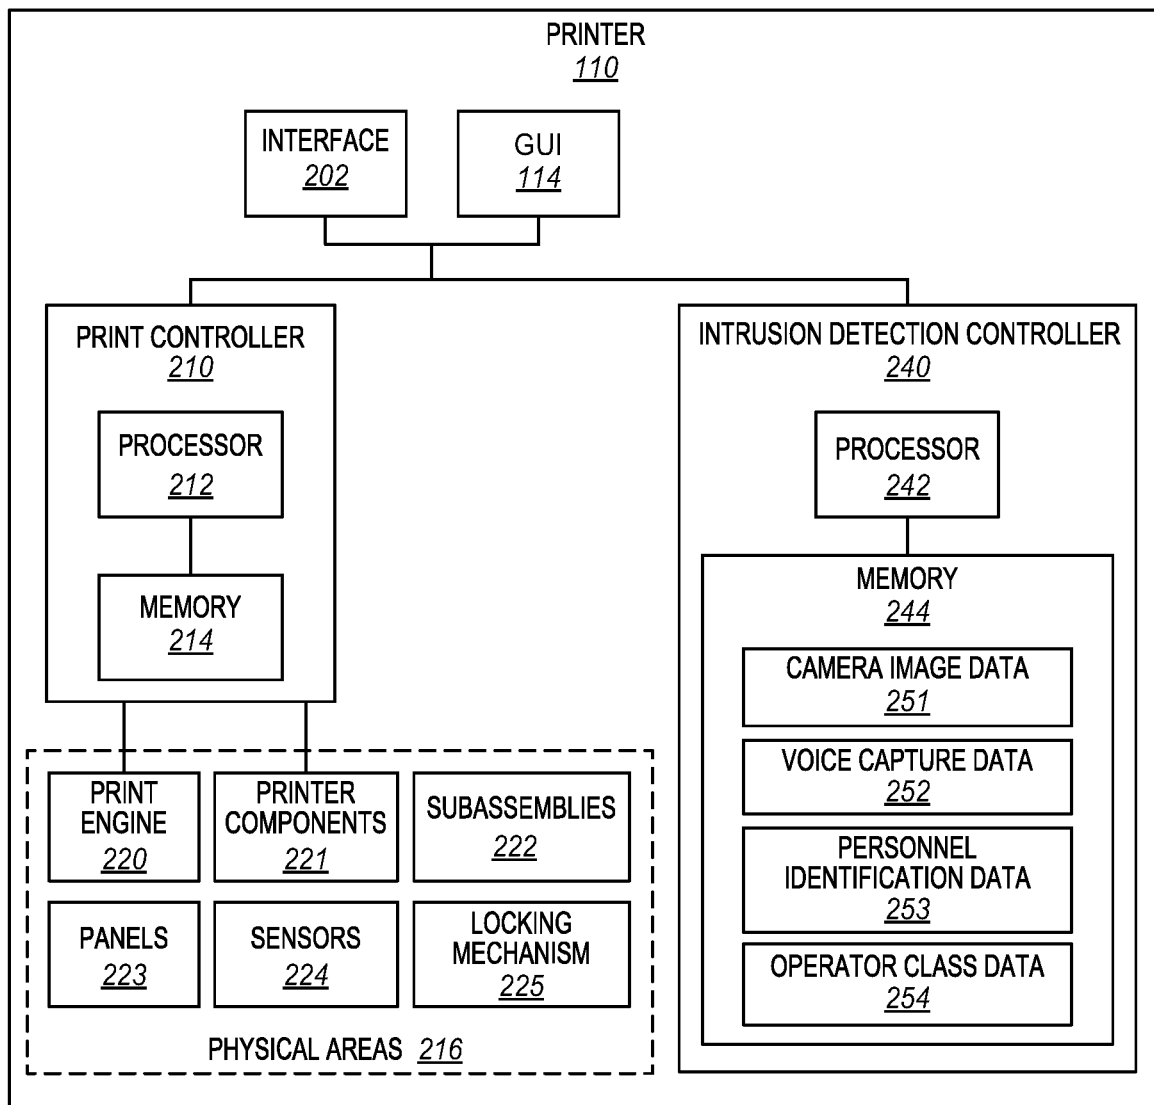 PRINTER
110
INTERFACE
202
GUI
114
PRINT CONTROLLER
210
PROCESSOR
212
MEMORY
214
INTRUSION DETECTION CONTROLLER
240
PROCESSOR
242
MEMORY
244
CAMERA IMAGE DATA
251
VOICE CAPTURE DATA
252
PERSONNEL
IDENTIFICATION DATA
253
OPERATOR CLASS DATA
254
PRINT
ENGINE
220
PRINTER
COMPONENTS
221
SUBASSEMBLIES
222
PANELS
223
SENSORS
224
LOCKING
MECHANISM
225
PHYSICAL AREAS 216